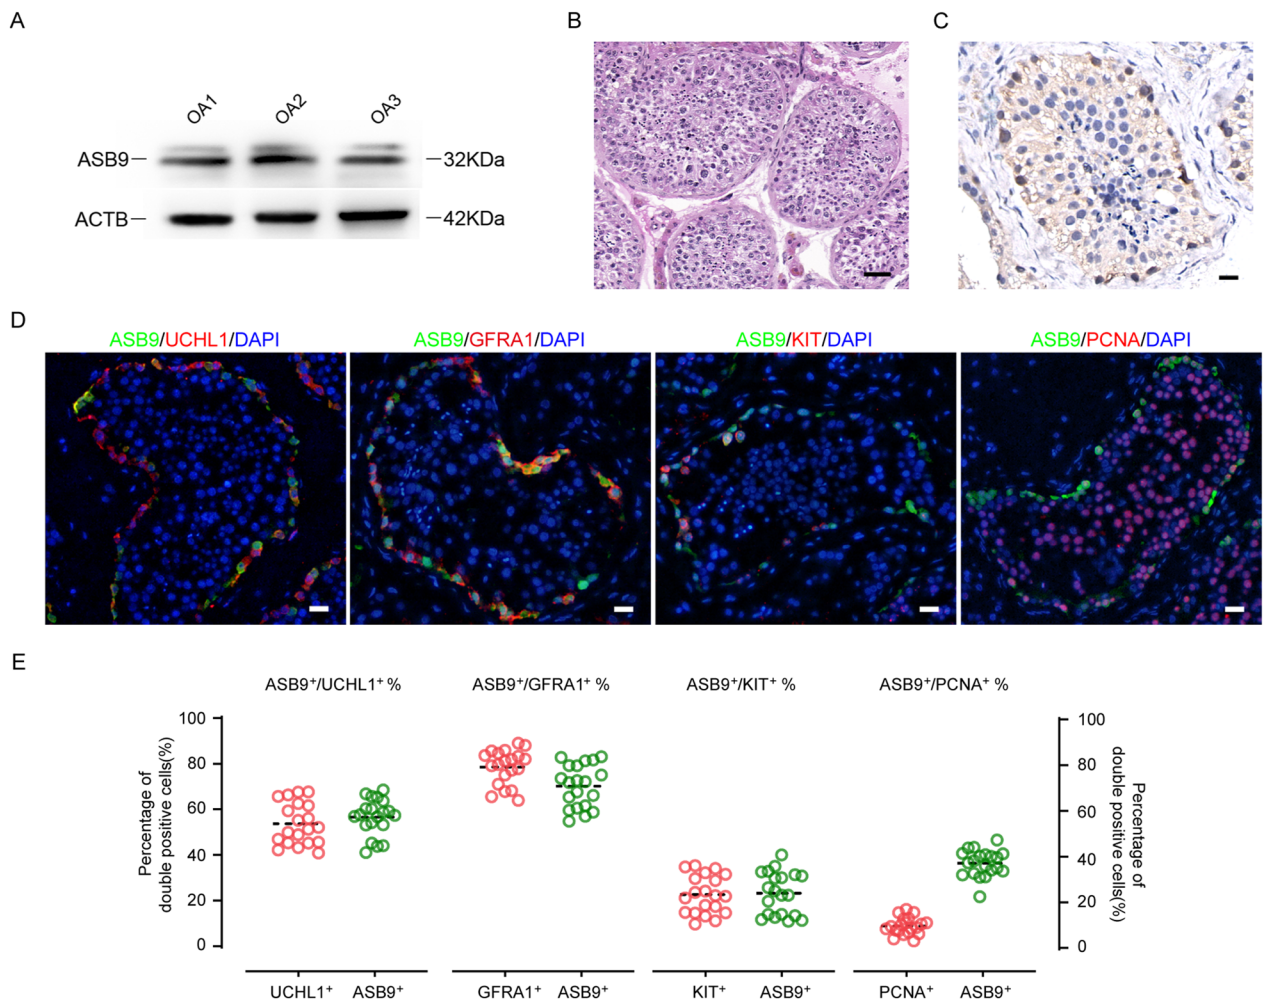 A
B
C
OA1
OA2
OA3
ASB9
32KDa
ACTB
42KDa
D
ASB9/UCHL1/DAPI
ASB9/GFRA1/DAPI
ASB9/KIT/DAPI
ASB9/PCNA/DAPI
E
ASB9⁺/UCHL1⁺ %
ASB9⁺/GFRA1⁺ %
ASB9⁺/KIT⁺ %
ASB9⁺/PCNA⁺ %
Percentage of
double positive cells(%)
100
80
60
40
20
0
100
80
60
40
20
0
Percentage of
double positive cells(%)
UCHL1⁺
ASB9⁺
GFRA1⁺
ASB9⁺
KIT⁺
ASB9⁺
PCNA⁺
ASB9⁺